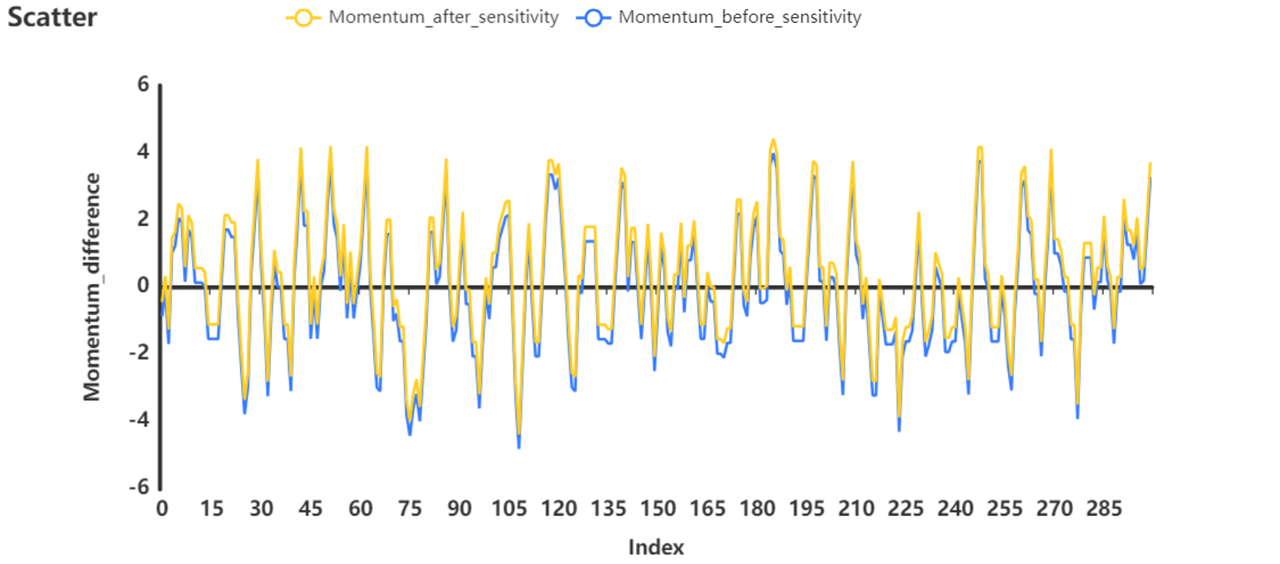 Scatter
Momentum_after_sensitivity Momentum_before_sensitivity
Momentum_difference
6
4
2
0
-2
-4
-6
0 15 30 45 60 75 90 105 120 135 150 165 180 195 210 225 240 255 270 285
Index